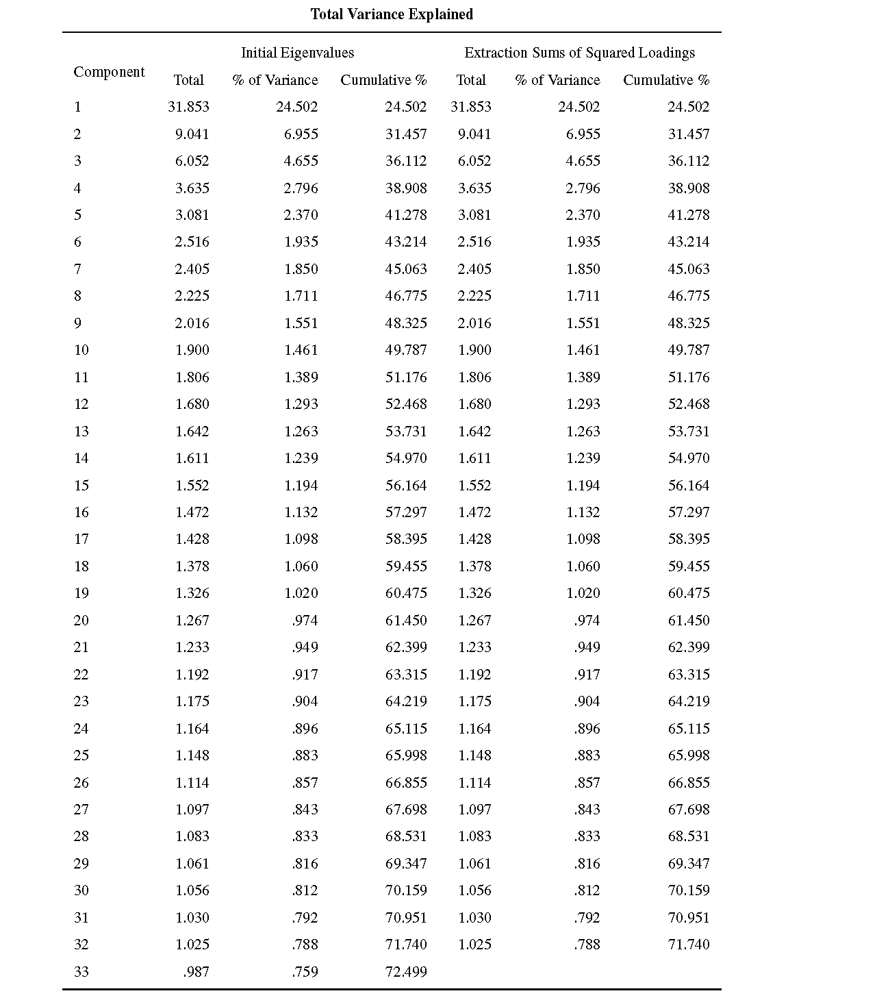 Total Variance Explained
Initial Eigenvalues Extraction Sums of Squared Loadings
Component
Total % of Variance Cumulative % Total % of Variance Cumulative %
1 31.853 24.502 24.502 31.853 24.502 24.502
2 9.041 6.955 31.457 9.041 6.955 31.457
3 6.052 4.655 36.112 6.052 4.655 36.112
4 3.635 2.796 38.908 3.635 2.796 38.908
5 3.081 2.370 41.278 3.081 2.370 41.278
6 2.516 1.935 43.214 2.516 1.935 43.214
7 2.405 1.850 45.063 2.405 1.850 45.063
8 2.225 1.711 46.775 2.225 1.711 46.775
9 2.016 1.551 48.325 2.016 1.551 48.325
10 1.900 1.461 49.787 1.900 1.461 49.787
11 1.806 1.389 51.176 1.806 1.389 51.176
12 1.680 1.293 52.468 1.680 1.293 52.468
13 1.642 1.263 53.731 1.642 1.263 53.731
14 1.611 1.239 54.970 1.611 1.239 54.970
15 1.552 1.194 56.164 1.552 1.194 56.164
16 1.472 1.132 57.297 1.472 1.132 57.297
17 1.428 1.098 58.395 1.428 1.098 58.395
18 1.378 1.060 59.455 1.378 1.060 59.455
19 1.326 1.020 60.475 1.326 1.020 60.475
20 1.267 .974 61.450 1.267 .974 61.450
21 1.233 .949 62.399 1.233 .949 62.399
22 1.192 .917 63.315 1.192 .917 63.315
23 1.175 .904 64.219 1.175 .904 64.219
24 1.164 .896 65.115 1.164 .896 65.115
25 1.148 .883 65.998 1.148 .883 65.998
26 1.114 .857 66.855 1.114 .857 66.855
27 1.097 .843 67.698 1.097 .843 67.698
28 1.083 .833 68.531 1.083 .833 68.531
29 1.061 .816 69.347 1.061 .816 69.347
30 1.056 .812 70.159 1.056 .812 70.159
31 1.030 .792 70.951 1.030 .792 70.951
32 1.025 .788 71.740 1.025 .788 71.740
33 .987 .759 72.499